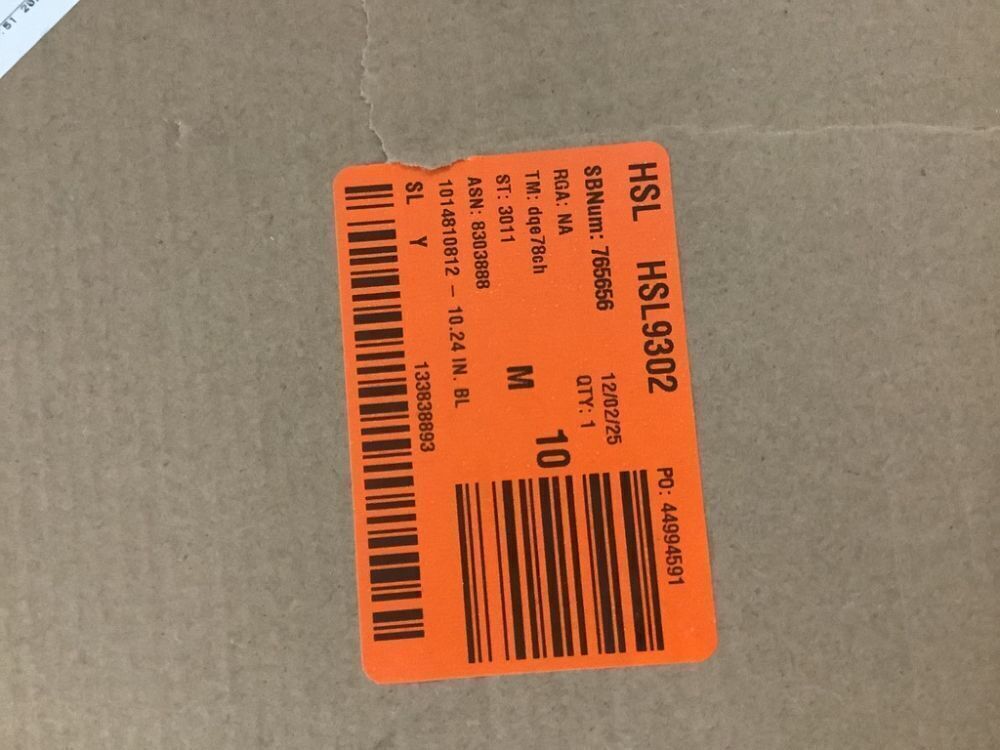 HSL HSL9302
PO: 44994591
SBNum: 765656 12/02/25
RGA: NA QTY: 1
TM: dqe78ch
10
ST: 3011 M
ASN: 8303888
1014810812 - 10.24 IN. BL
SL Y 133838893